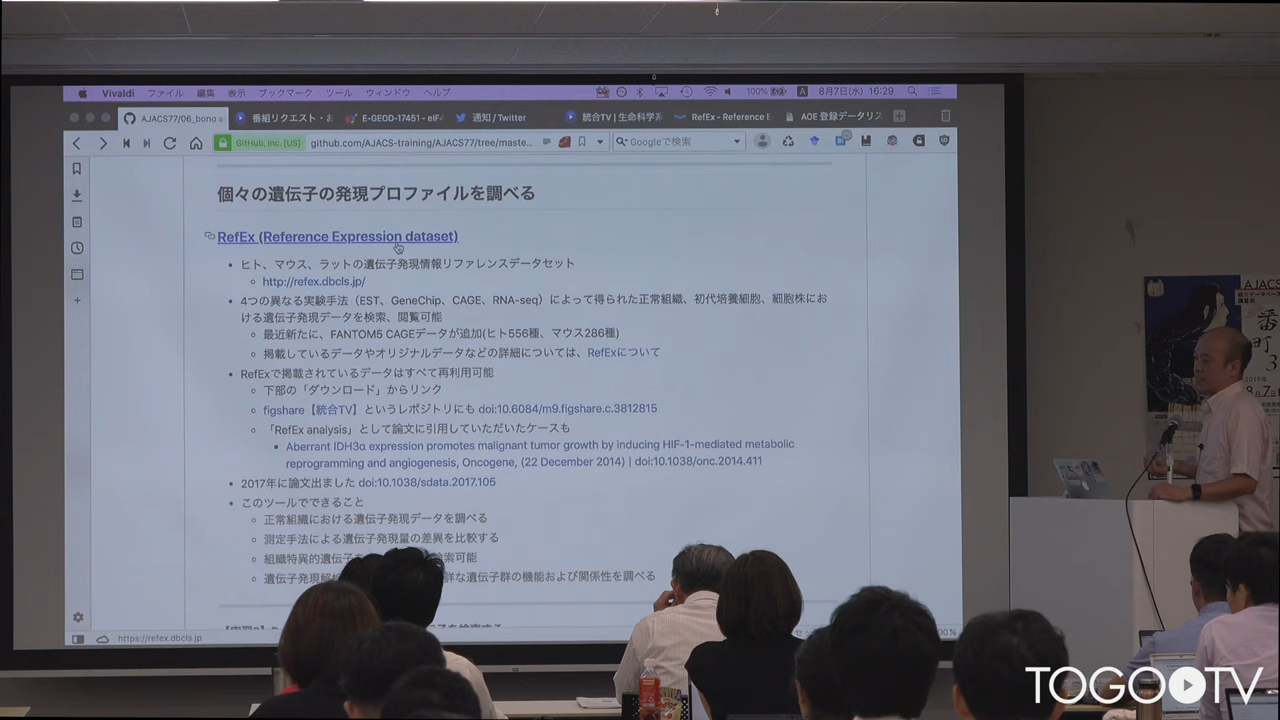 Vivaldi ファイル 編集 表示 ブックマーク ツール ウィンドウ ヘルプ 100% A 8月7日(水) 16:29
AJACS77/06_bono a 番組リクエスト・お E-GEOD-17451 - 通知 / Twitter 統合TV | 生命科学系 RefEx - Reference E AOE 登録データリス
GitHub, Inc. [US] github.com/AJACS-training/AJACS77/tree/maste... Googleで検索
個々の遺伝子の発現プロファイルを調べる
RefEx (Reference Expression dataset)
ヒト、マウス、ラットの遺伝子発現情報リファレンスデータセット
http://refex.dbcls.jp/
4つの異なる実験手法（EST、GeneChip、CAGE、RNA-seq）によって得られた正常組織、初代培養細胞、細胞株にお
ける遺伝子発現データを検索、閲覧可能
最近新たに、FANTOM5 CAGEデータが追加(ヒト556種、マウス286種)
掲載しているデータやオリジナルデータなどの詳細については、RefExについて
RefExで掲載されているデータはすべて再利用可能
下部の「ダウンロード」からリンク
figshare【統合TV】というレポジトリにも doi:10.6084/m9.figshare.c.3812815
「RefEx analysis」として論文に引用していただいたケースも
Aberrant IDH3α expression promotes malignant tumor growth by inducing HIF-1-mediated metabolic
reprogramming and angiogenesis, Oncogene, (22 December 2014) | doi:10.1038/onc.2014.411
2017年に論文出ました doi:10.1038/sdata.2017.105
このツールでできること
正常組織における遺伝子発現データを調べる
測定手法による遺伝子発現量の差異を比較する
組織特異的遺伝子を 検索可能
遺伝子発現解析 な遺伝子群の機能および関係性を調べる
https://refex.dbcls.jp
AJACS
番町3
2019年
8月7日
TOGOTV